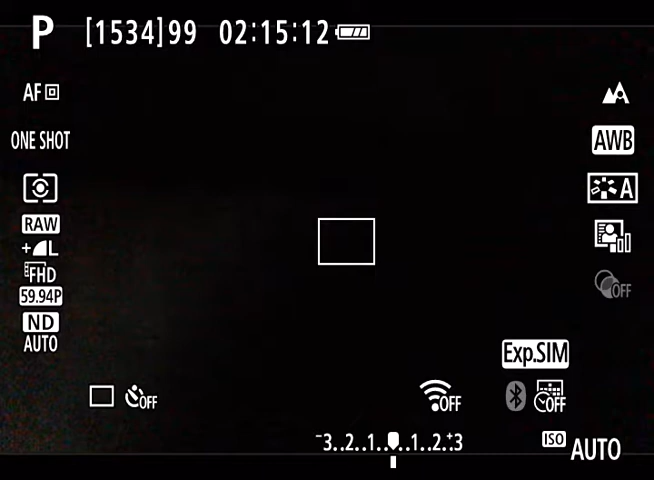 P [1534]99 02:15:12
AF
ONE SHOT
AWB
A
RAW
+L
FHD
59.94P
OFF
ND
AUTO
Exp.SIM
OFF
OFF
OFF
-3..2..1..0..1..2..+3
ISO AUTO